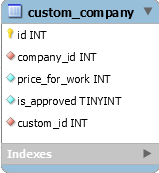 custom_company
id INT
company_id INT
price_for_work INT
is_approved TINYINT
custom_id INT
Indexes